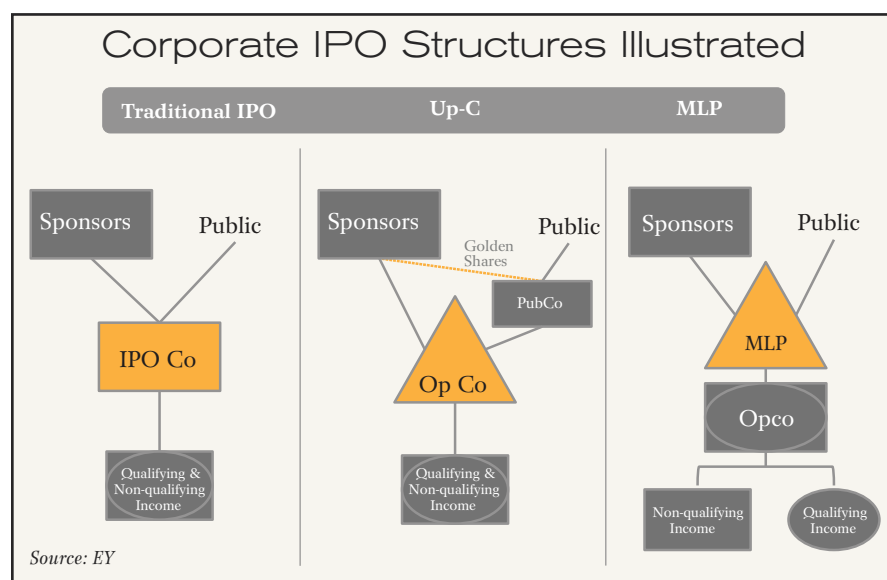 Corporate IPO Structures Illustrated
Traditional IPO
Up-C
MLP
Sponsors
Public
IPO Co
Qualifying &
Non-qualifying
Income
Sponsors
Golden
Shares
Public
PubCo
Op Co
Qualifying &
Non-qualifying
Income
Sponsors
Public
MLP
Opco
Non-qualifying
Income
Qualifying
Income
Source: EY